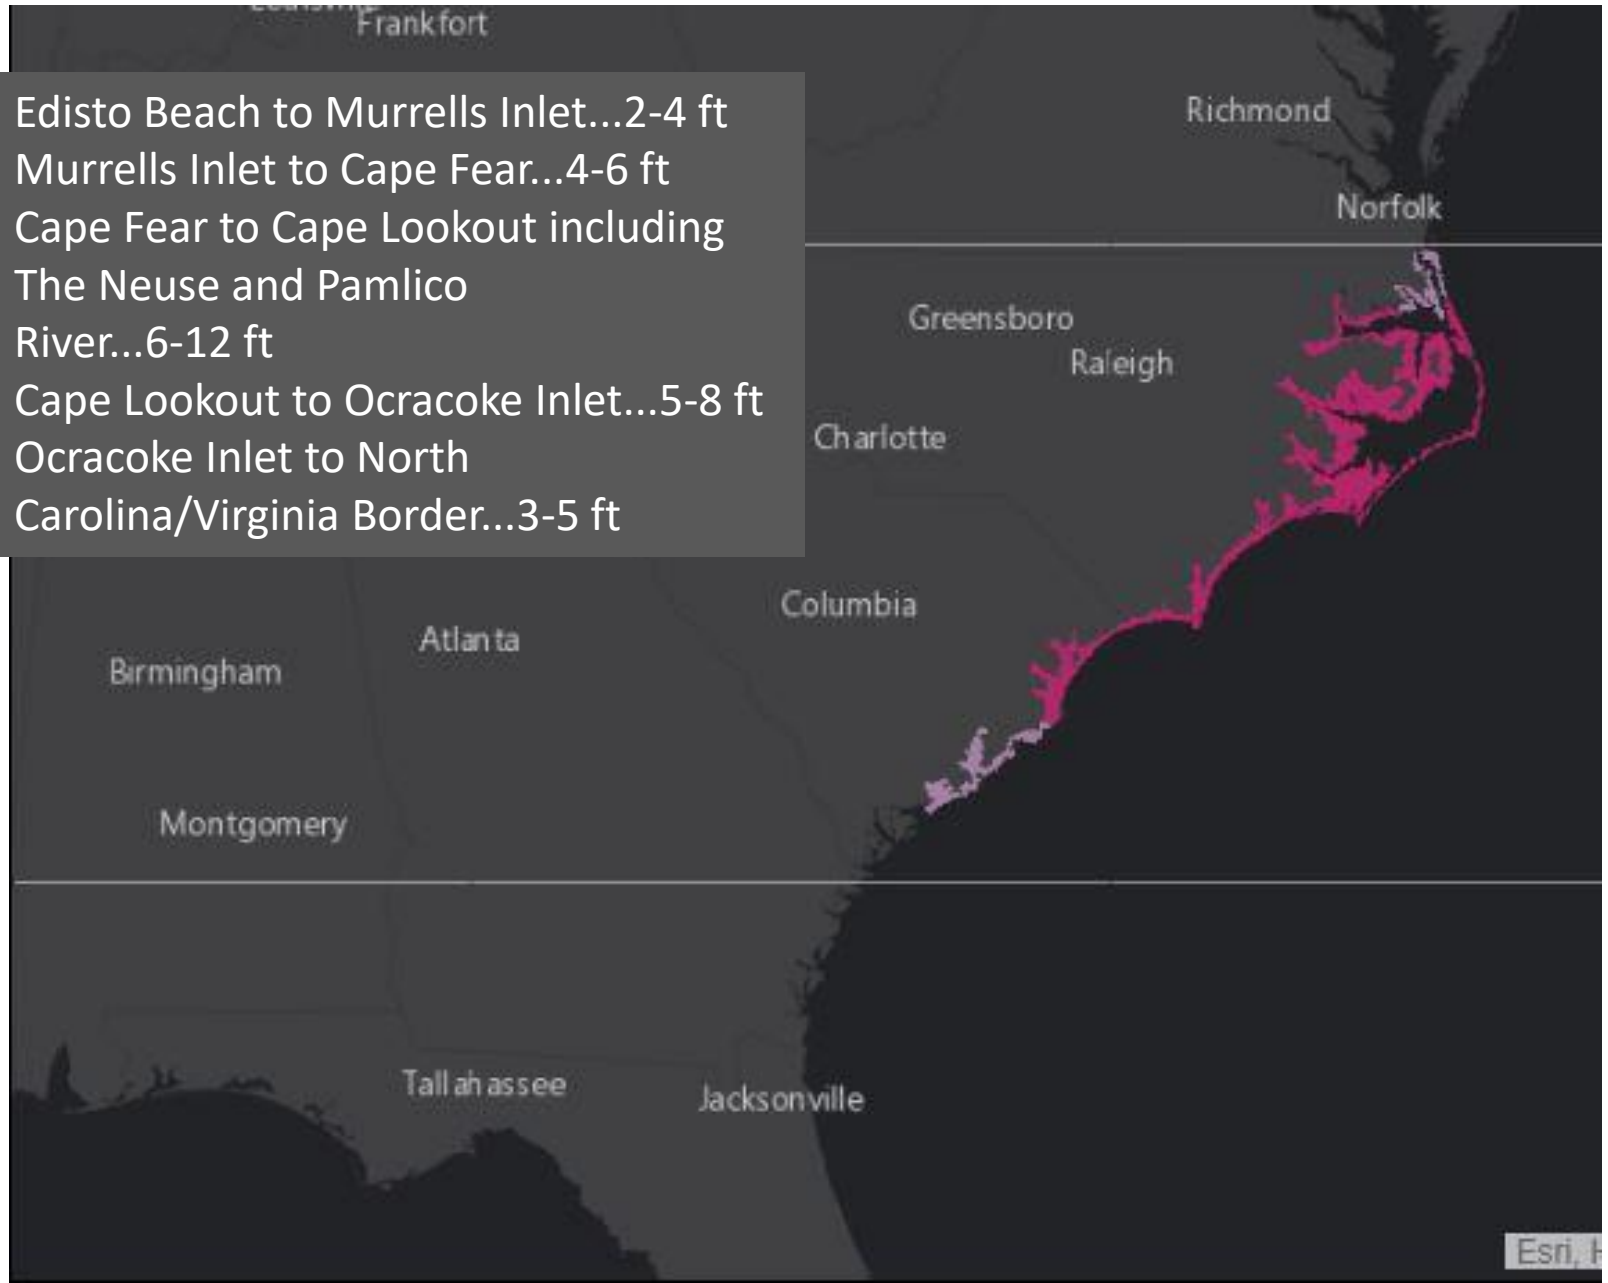 Frankfort
Edisto Beach to Murrells Inlet...2-4 ft
Murrells Inlet to Cape Fear...4-6 ft
Cape Fear to Cape Lookout including
The Neuse and Pamlico
River...6-12 ft
Cape Lookout to Ocracoke Inlet...5-8 ft
Ocracoke Inlet to North
Carolina/Virginia Border...3-5 ft
Richmond
Norfolk
Greensboro
Raleigh
Charlotte
Columbia
Atlanta
Birmingham
Montgomery
Tallahassee
Jacksonville
Esri, H